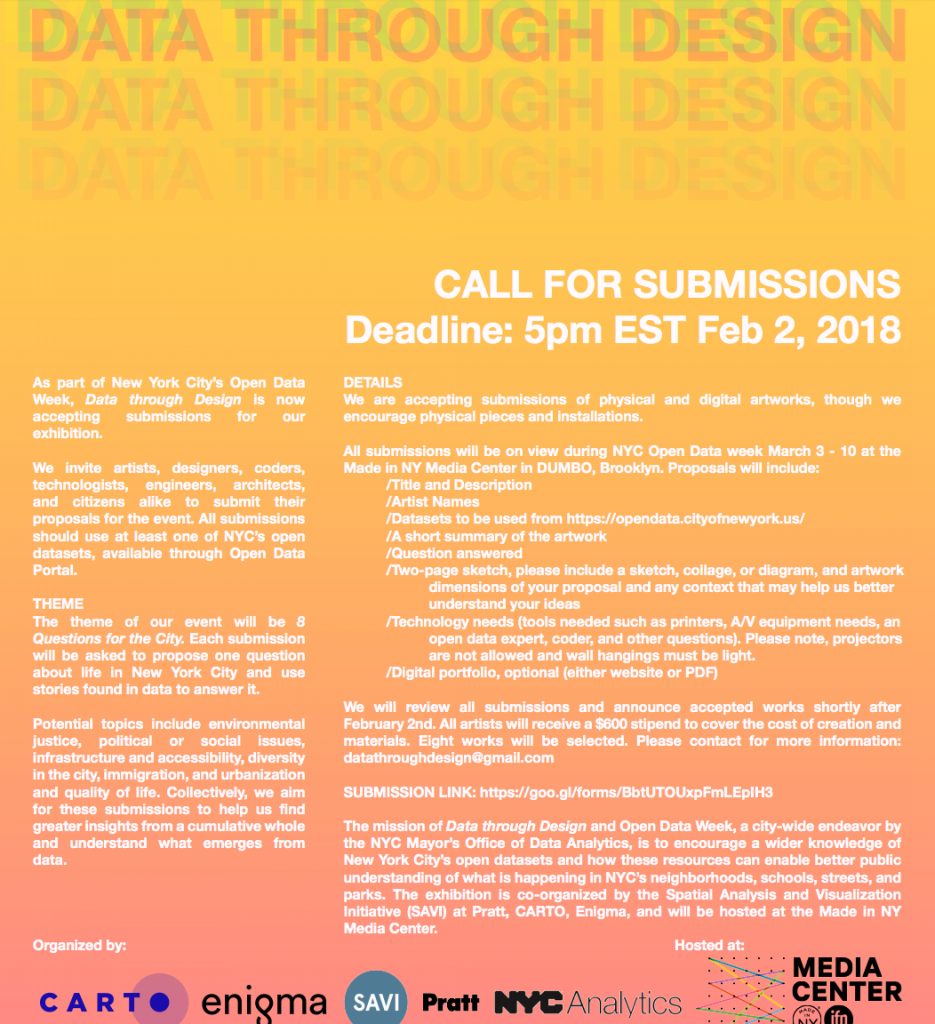 DATA THROUGH DESIGN
DATA THROUGH DESIGN
DATA THROUGH DESIGN
CALL FOR SUBMISSIONS
Deadline: 5pm EST Feb 2, 2018
As part of New York City's Open Data
Week, Data through Design is now
accepting submissions for our
exhibition.
We invite artists, designers, coders,
technologists, engineers, architects,
and citizens alike to submit their
proposals for the event. All submissions
should use at least one of NYC's open
datasets, available through Open Data
Portal.
THEME
The theme of our event will be 8
Questions for the City. Each submission
will be asked to propose one question
about life in New York City and use
stories found in data to answer it.
Potential topics include environmental
justice, political or social issues,
infrastructure and accessibility, diversity
in the city, immigration, and urbanization
and quality of life. Collectively, we aim
for these submissions to help us find
greater insights from a cumulative whole
and understand what emerges from
data.
DETAILS
We are accepting submissions of physical and digital artworks, though we
encourage physical pieces and installations.
All submissions will be on view during NYC Open Data week March 3 - 10 at the
Made in NY Media Center in DUMBO, Brooklyn. Proposals will include:
/Title and Description
/Artist Names
/Datasets to be used from https://opendata.cityofnewyork.us/
/A short summary of the artwork
/Question answered
/Two-page sketch, please include a sketch, collage, or diagram, and artwork
dimensions of your proposal and any context that may help us better
understand your ideas
/Technology needs (tools needed such as printers, A/V equipment needs, an
open data expert, coder, and other questions). Please note, projectors
are not allowed and wall hangings must be light.
/Digital portfolio, optional (either website or PDF)
We will review all submissions and announce accepted works shortly after
February 2nd. All artists will receive a $600 stipend to cover the cost of creation and
materials. Eight works will be selected. Please contact for more information:
datathroughdesign@gmail.com
SUBMISSION LINK: https://goo.gl/forms/BbtUTOUxpFmLEpIH3
The mission of Data through Design and Open Data Week, a city-wide endeavor by
the NYC Mayor's Office of Data Analytics, is to encourage a wider knowledge of
New York City's open datasets and how these resources can enable better public
understanding of what is happening in NYC's neighborhoods, schools, streets, and
parks. The exhibition is co-organized by the Spatial Analysis and Visualization
Initiative (SAVI) at Pratt, CARTO, Enigma, and will be hosted at the Made in NY
Media Center.
Organized by:
CARTO
enigma
SAVI
Pratt
NYC Analytics
Hosted at:
MEDIA
CENTER
MADE
IN
NY
ifp